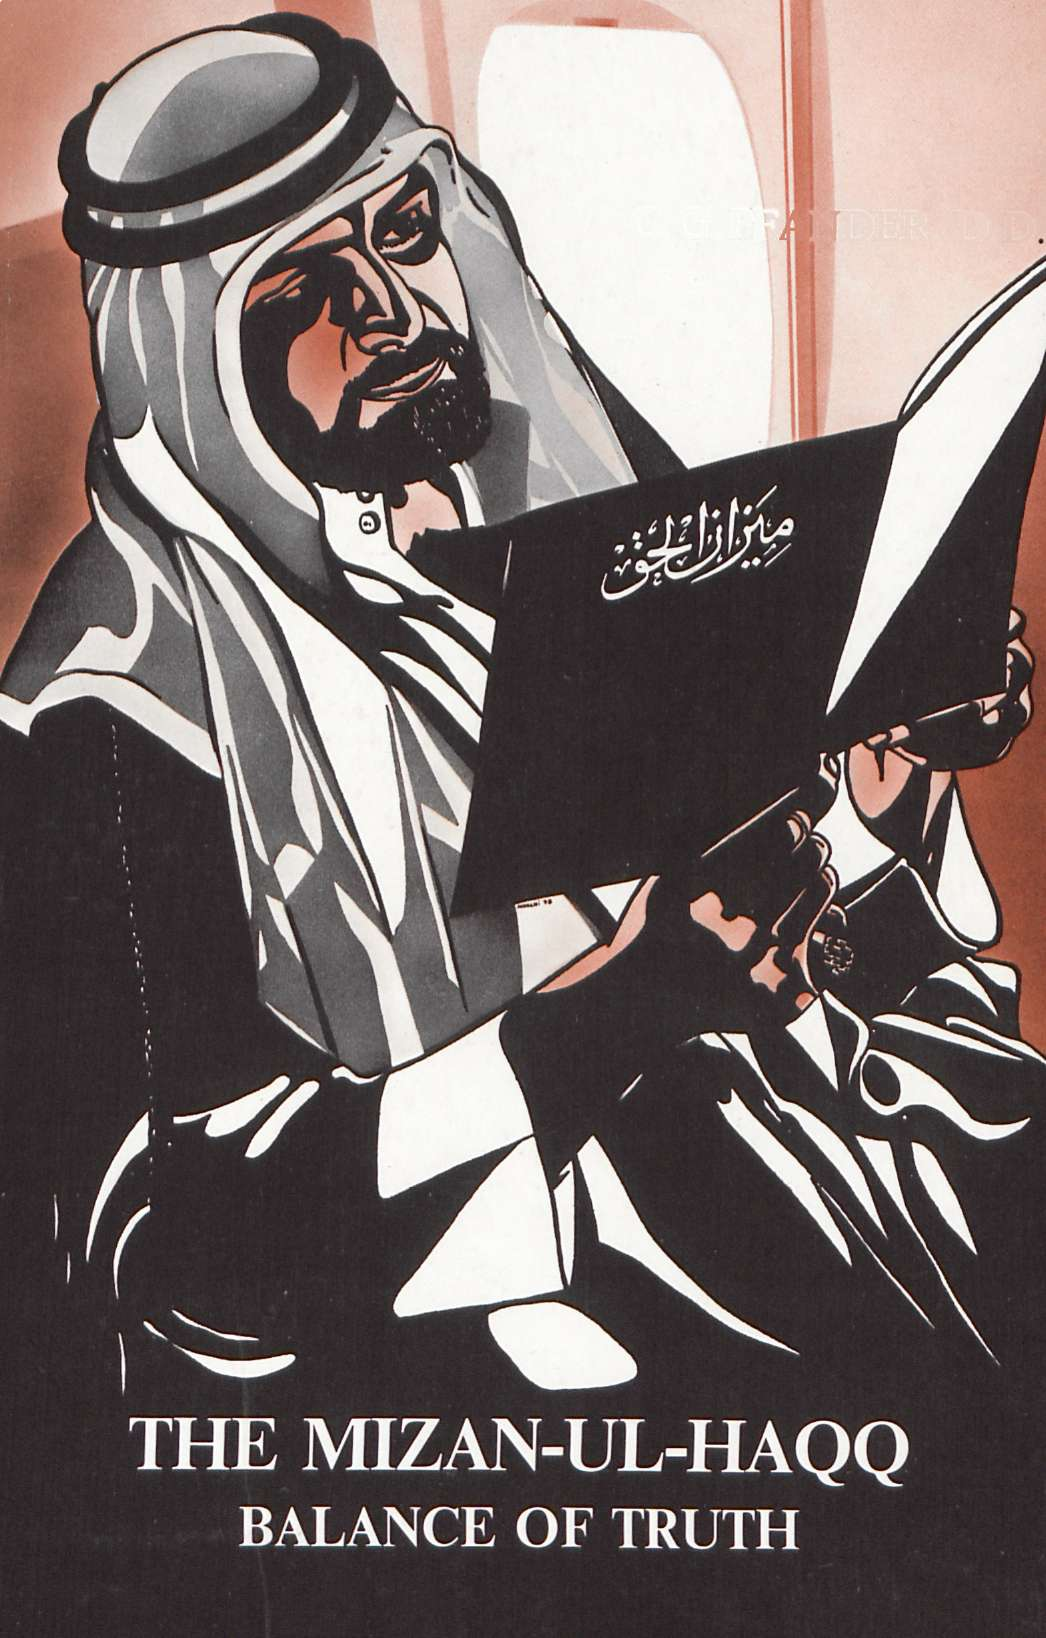 C. G. PFANDER, D.D.
ميزان الحق
THE MIZAN-UL-HAQQ
BALANCE OF TRUTH